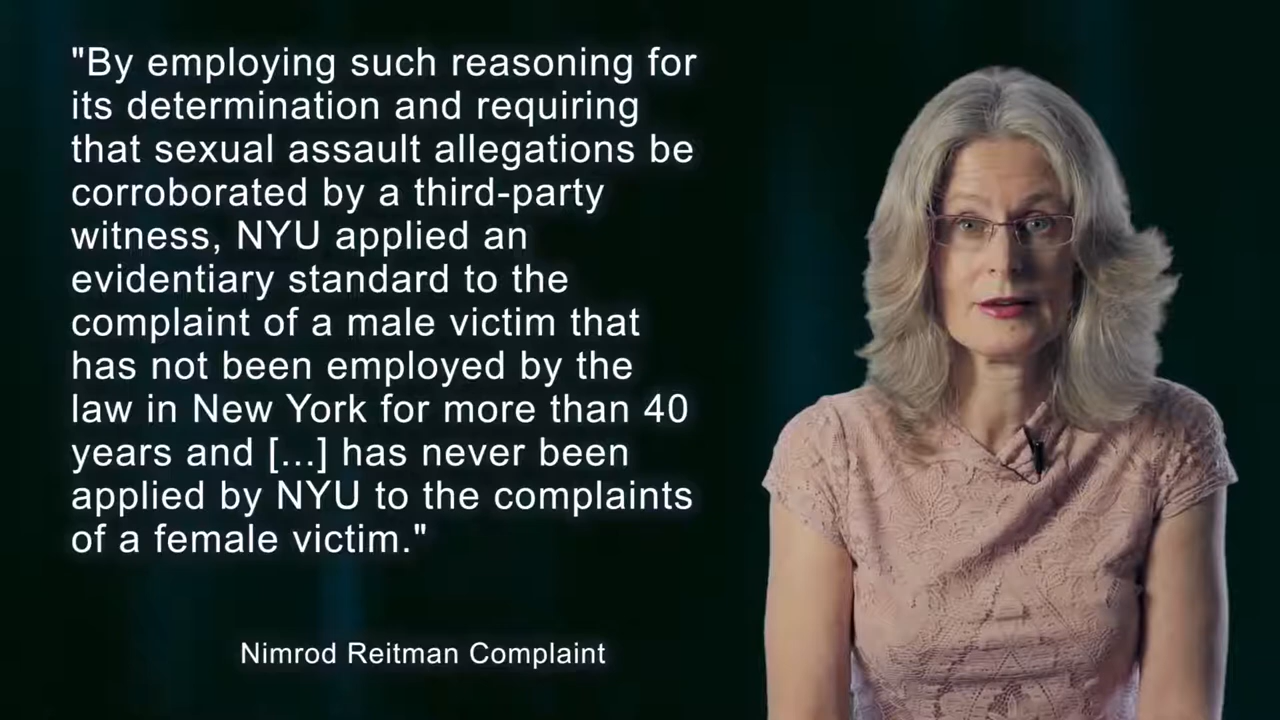 "By employing such reasoning for
its determination and requiring
that sexual assault allegations be
corroborated by a third-party
witness, NYU applied an
evidentiary standard to the
complaint of a male victim that
has not been employed by the
law in New York for more than 40
years and [...] has never been
applied by NYU to the complaints
of a female victim."
Nimrod Reitman Complaint